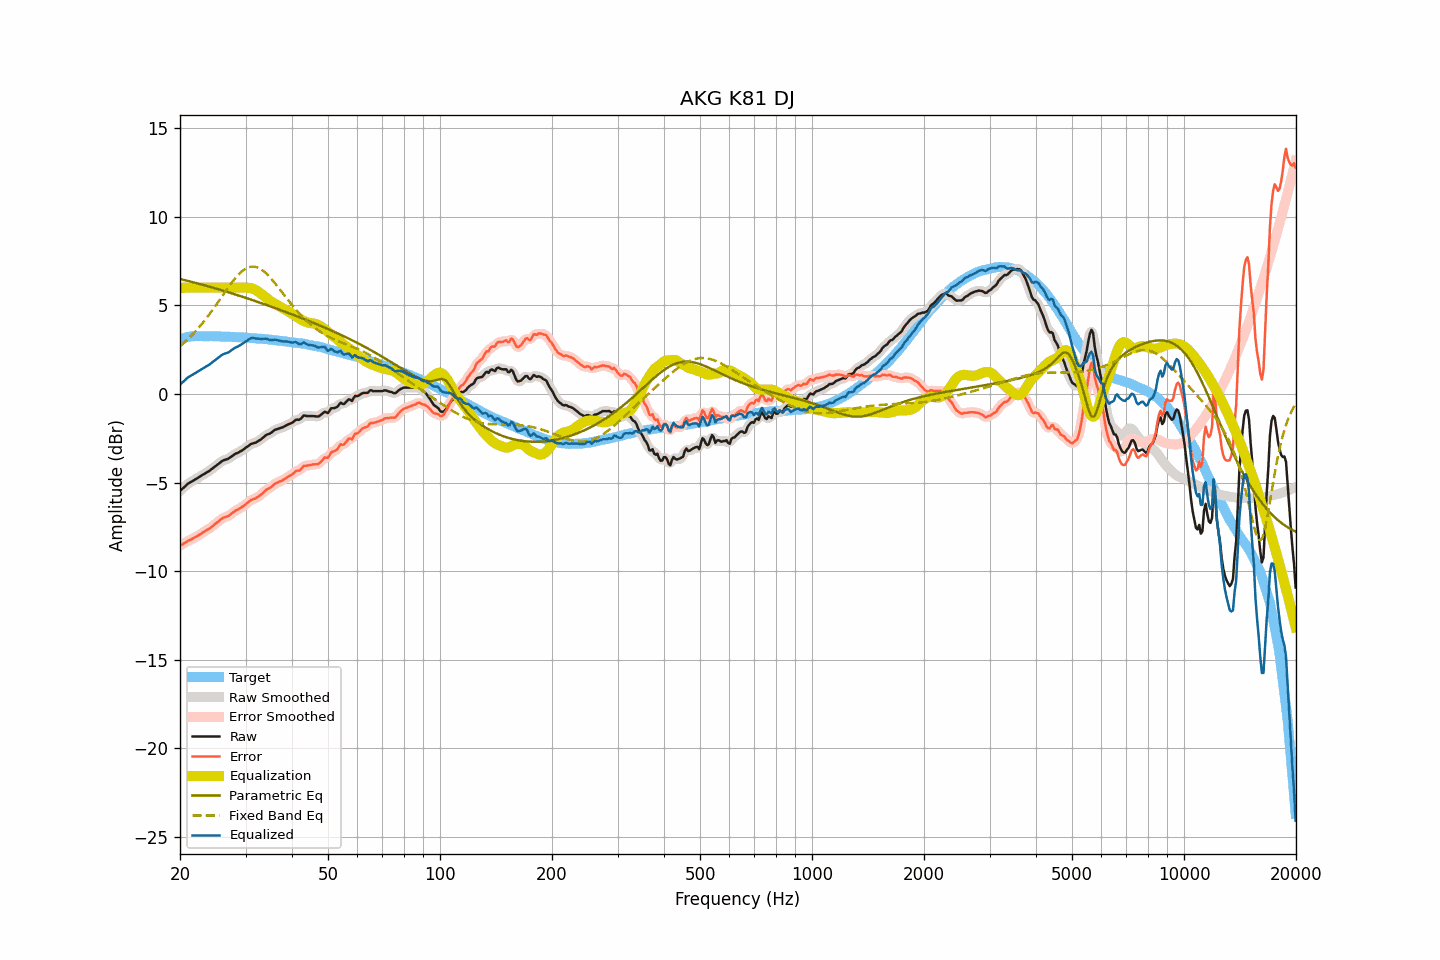 AKG K81 DJ
15
10
5
0
−5
−10
−15
−20
−25
Amplitude (dBr)
Target
Raw Smoothed
Error Smoothed
Raw
Error
Equalization
Parametric Eq
Fixed Band Eq
Equalized
20 50 100 200 500 1000 2000 5000 10000 20000
Frequency (Hz)